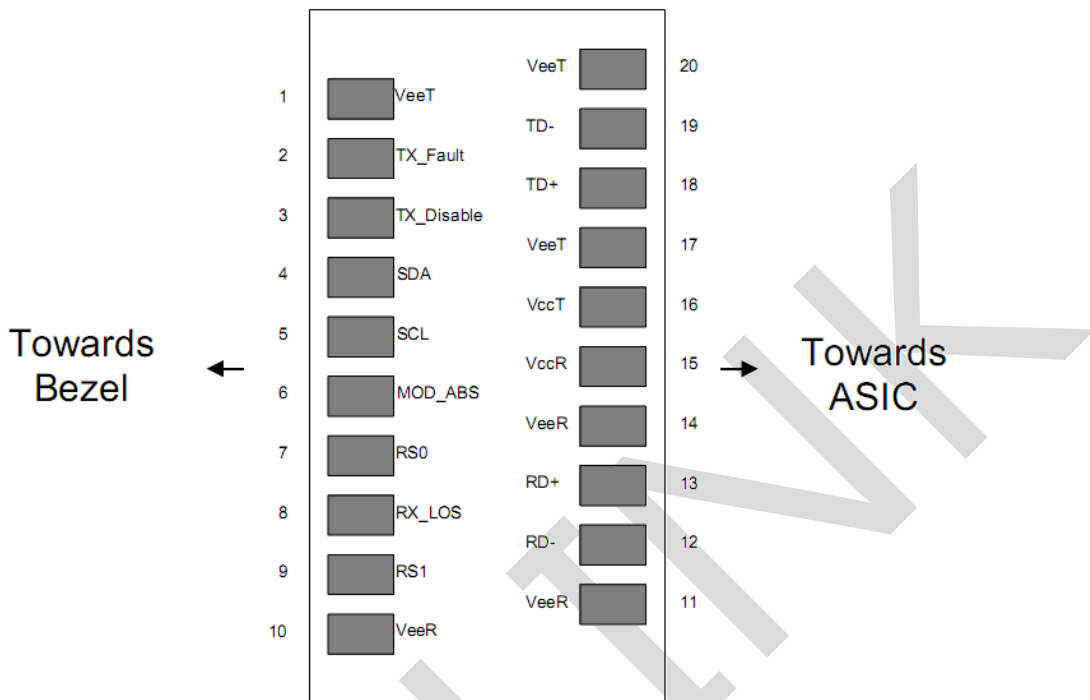 1 VeeT
2 TX_Fault
3 TX_Disable
4 SDA
5 SCL
6 MOD_ABS
7 RS0
8 RX_LOS
9 RS1
10 VeeR
VeeT 20
TD- 19
TD+ 18
VeeT 17
VccT 16
VccR 15
VeeR 14
RD+ 13
RD- 12
VeeR 11
Towards
Bezel
Towards
ASIC